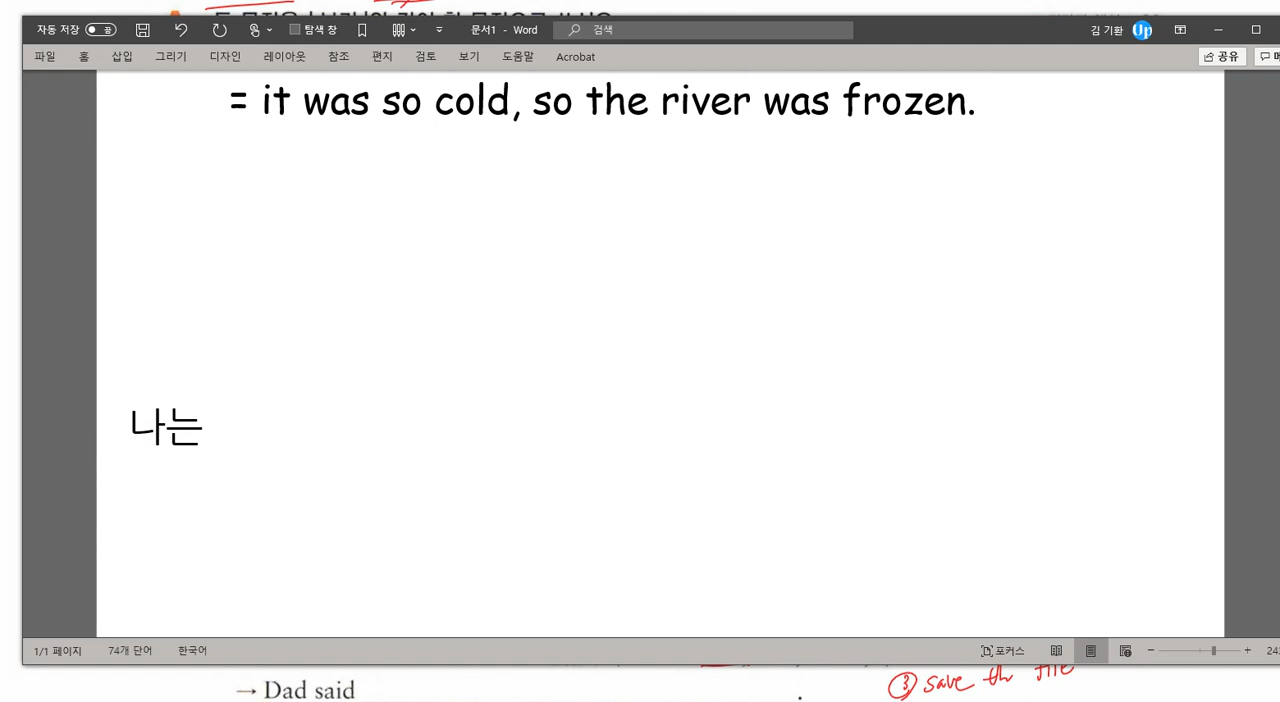 자동 저장 끔 탐색 창 문서1 - Word 검색 김 기환 Up
파일 홈 삽입 그리기 디자인 레이아웃 참조 편지 검토 보기 도움말 Acrobat 공유
= it was so cold, so the river was frozen.
나는
1/1 페이지 74개 단어 한국어 포커스
→ Dad said .
③ save the file